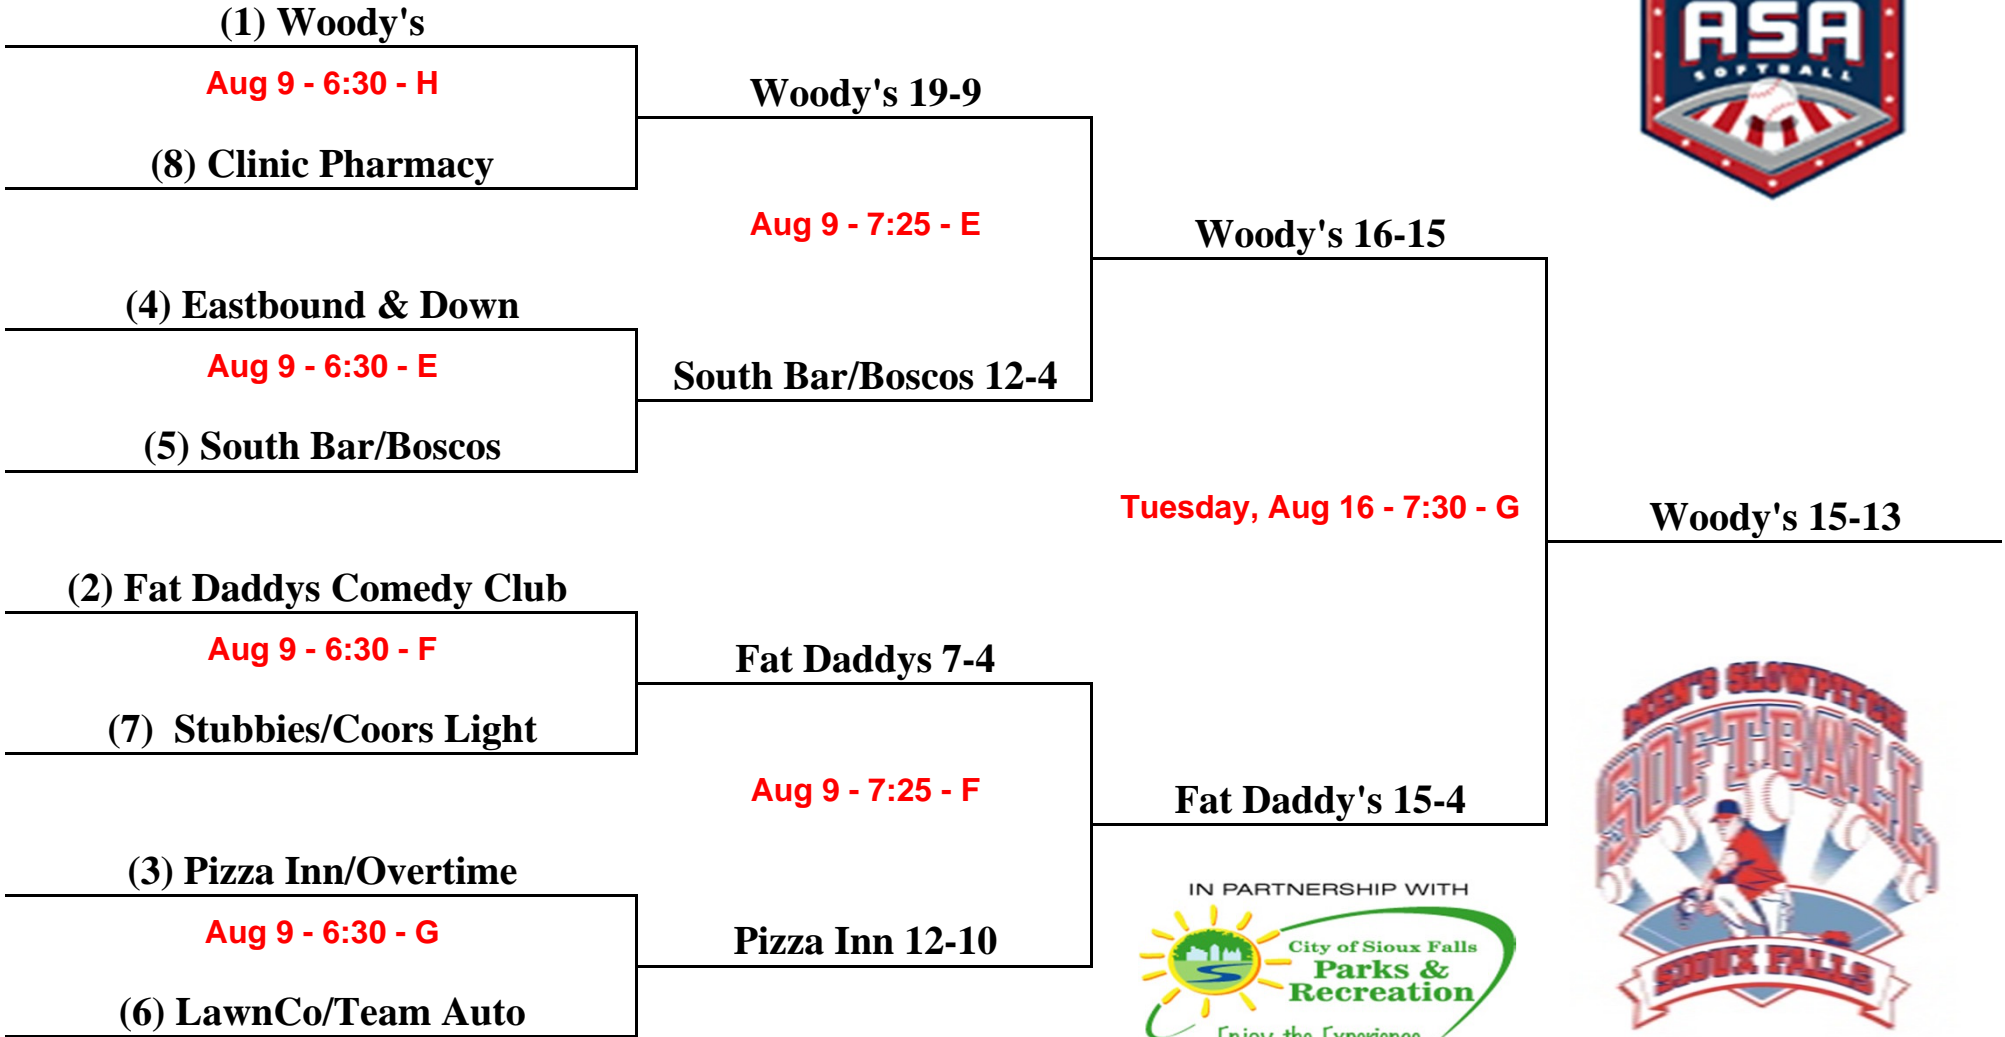 (1) Woody's
Aug 9 - 6:30 - H
(8) Clinic Pharmacy
Woody's 19-9
Aug 9 - 7:25 - E
(4) Eastbound & Down
Aug 9 - 6:30 - E
(5) South Bar/Boscos
South Bar/Boscos 12-4
Woody's 16-15
Tuesday, Aug 16 - 7:30 - G
Woody's 15-13
(2) Fat Daddys Comedy Club
Aug 9 - 6:30 - F
(7)  Stubbies/Coors Light
Fat Daddys 7-4
Aug 9 - 7:25 - F
Fat Daddy's 15-4
(3) Pizza Inn/Overtime
Aug 9 - 6:30 - G
(6) LawnCo/Team Auto
Pizza Inn 12-10
ASA
SOFTBALL
IN PARTNERSHIP WITH
City of Sioux Falls
Parks &
Recreation
Enjoy the Experience
MEN'S SLOWPITCH
SOFTBALL
SIOUX FALLS